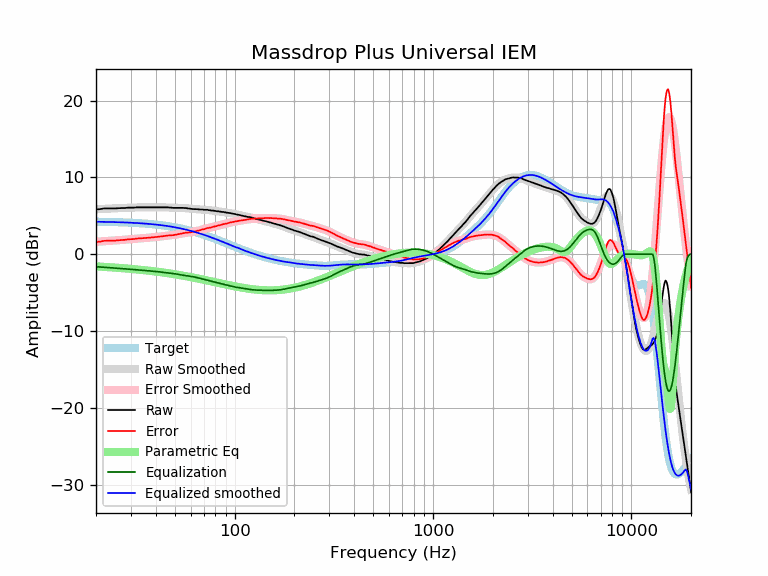 Massdrop Plus Universal IEM
Amplitude (dBr)
20
10
0
−10
−20
−30
Target
Raw Smoothed
Error Smoothed
Raw
Error
Parametric Eq
Equalization
Equalized smoothed
100
1000
10000
Frequency (Hz)